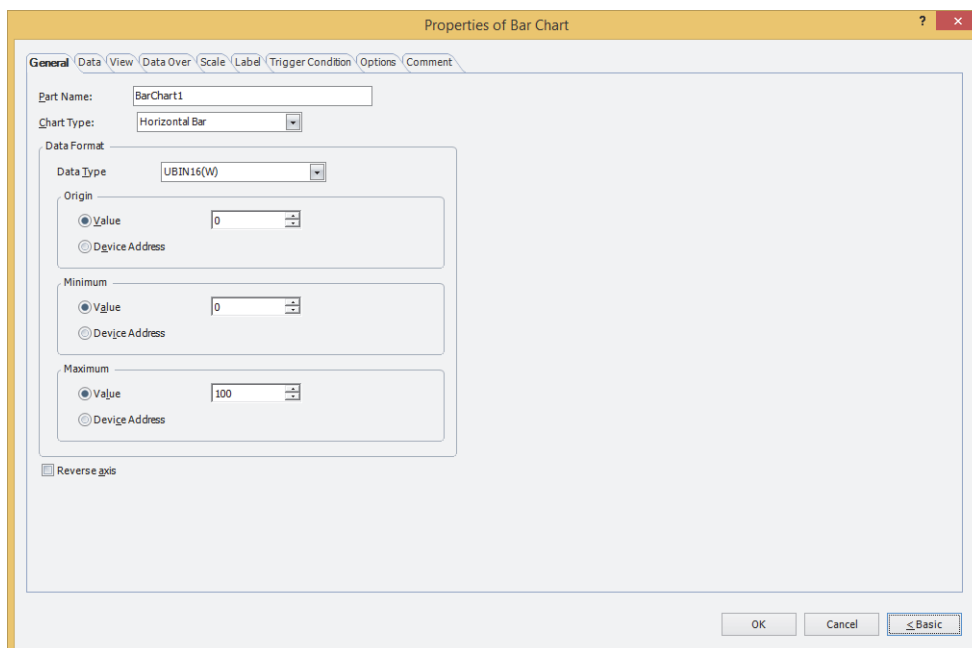 Properties of Bar Chart
?
General Data View Data Over Scale Label Trigger Condition Options Comment
Part Name: BarChart1
Chart Type: Horizontal Bar
Data Format
Data Type UBIN16(W)
Origin
Value 0
Device Address
Minimum
Value 0
Device Address
Maximum
Value 100
Device Address
Reverse axis
OK Cancel < Basic